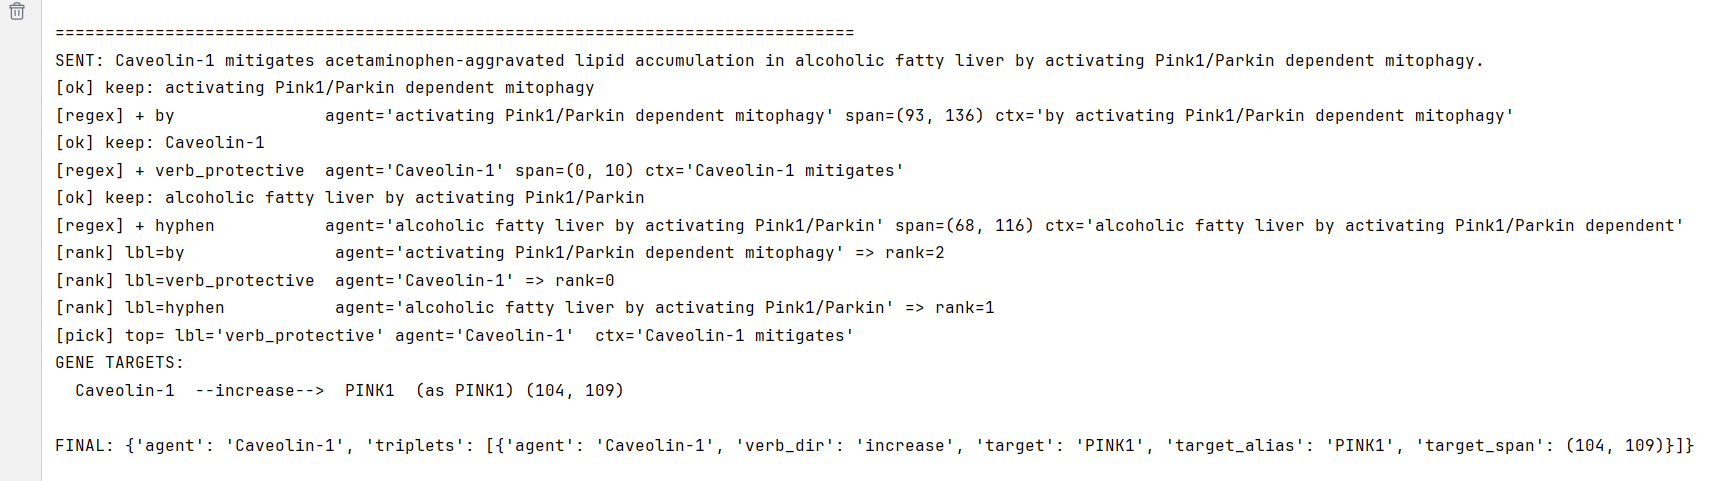 ================================================================================
SENT: Caveolin-1 mitigates acetaminophen-aggravated lipid accumulation in alcoholic fatty liver by activating Pink1/Parkin dependent mitophagy.
[ok] keep: activating Pink1/Parkin dependent mitophagy
[regex] + by               agent='activating Pink1/Parkin dependent mitophagy' span=(93, 136) ctx='by activating Pink1/Parkin dependent mitophagy'
[ok] keep: Caveolin-1
[regex] + verb_protective  agent='Caveolin-1' span=(0, 10) ctx='Caveolin-1 mitigates'
[ok] keep: alcoholic fatty liver by activating Pink1/Parkin
[regex] + hyphen           agent='alcoholic fatty liver by activating Pink1/Parkin' span=(68, 116) ctx='alcoholic fatty liver by activating Pink1/Parkin dependent'
[rank] lbl=by               agent='activating Pink1/Parkin dependent mitophagy' => rank=2
[rank] lbl=verb_protective  agent='Caveolin-1' => rank=0
[rank] lbl=hyphen           agent='alcoholic fatty liver by activating Pink1/Parkin' => rank=1
[pick] top= lbl='verb_protective' agent='Caveolin-1'  ctx='Caveolin-1 mitigates'
GENE TARGETS:
  Caveolin-1  --increase-->  PINK1  (as PINK1) (104, 109)
FINAL: {'agent': 'Caveolin-1', 'triplets': [{'agent': 'Caveolin-1', 'verb_dir': 'increase', 'target': 'PINK1', 'target_alias': 'PINK1', 'target_span': (104, 109)}]}